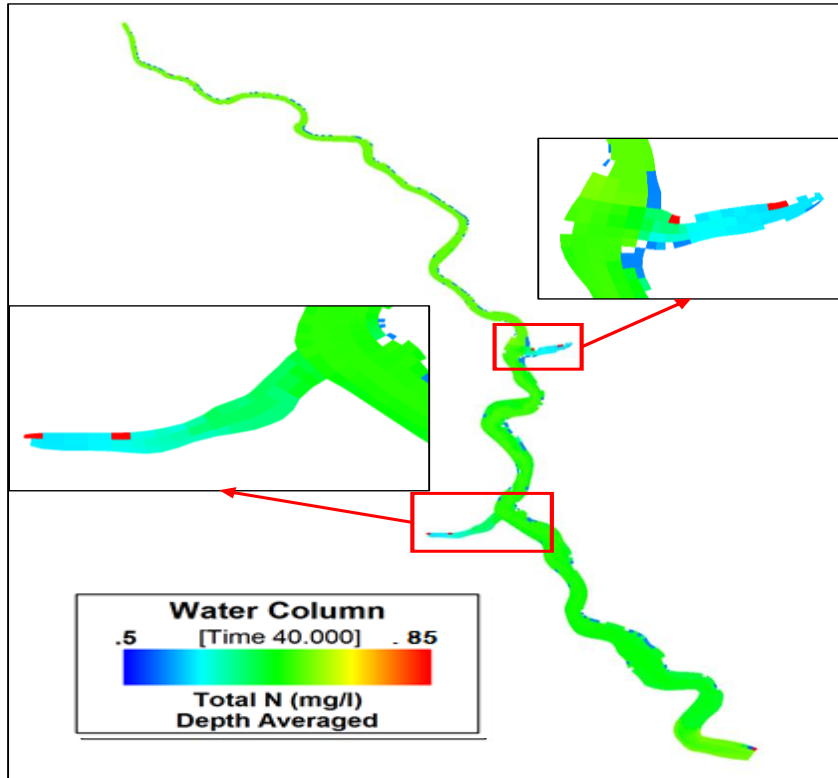 Water Column
.5 [Time 40.000] .85
Total N (mg/l)
Depth Averaged